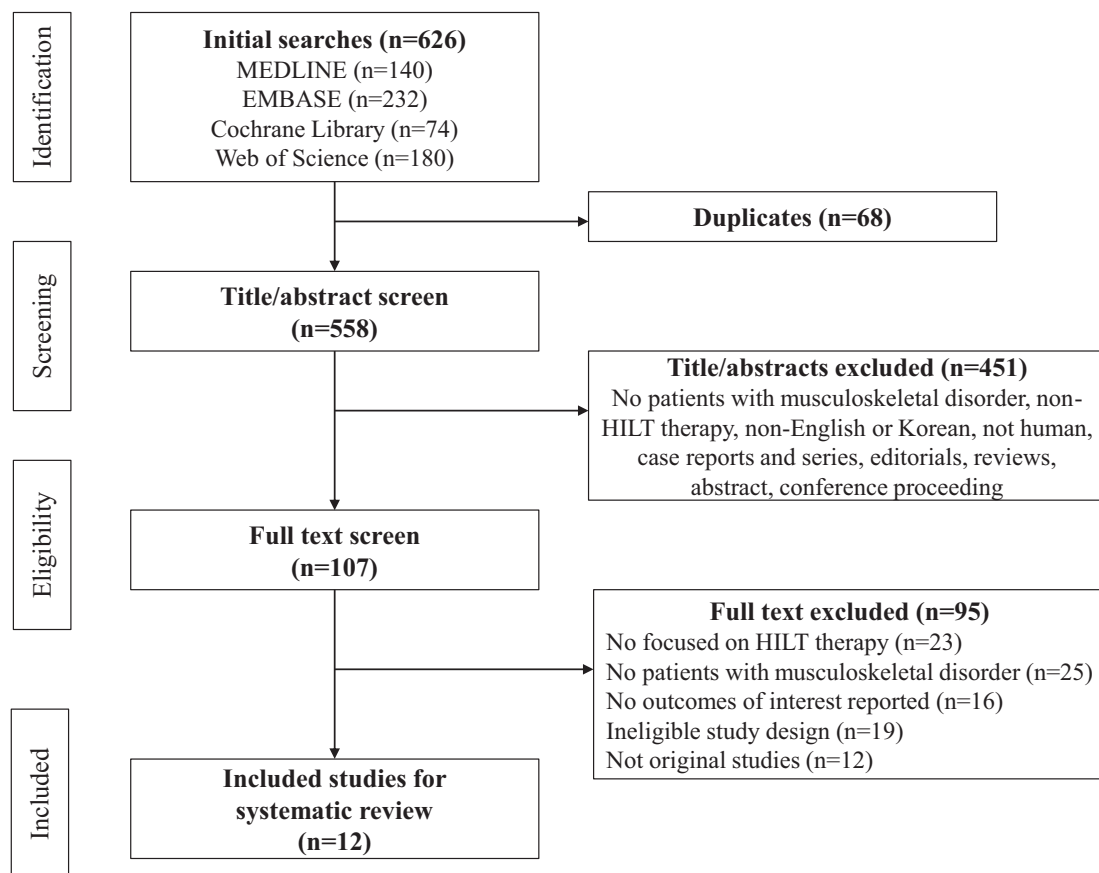 Identification
Initial searches (n=626)
MEDLINE (n=140)
EMBASE (n=232)
Cochrane Library (n=74)
Web of Science (n=180)
Duplicates (n=68)
Screening
Title/abstract screen
(n=558)
Title/abstracts excluded (n=451)
No patients with musculoskeletal disorder, non-
HILT therapy, non-English or Korean, not human,
case reports and series, editorials, reviews,
abstract, conference proceeding
Eligibility
Full text screen
(n=107)
Full text excluded (n=95)
No focused on HILT therapy (n=23)
No patients with musculoskeletal disorder (n=25)
No outcomes of interest reported (n=16)
Ineligible study design (n=19)
Not original studies (n=12)
Included
Included studies for
systematic review
(n=12)